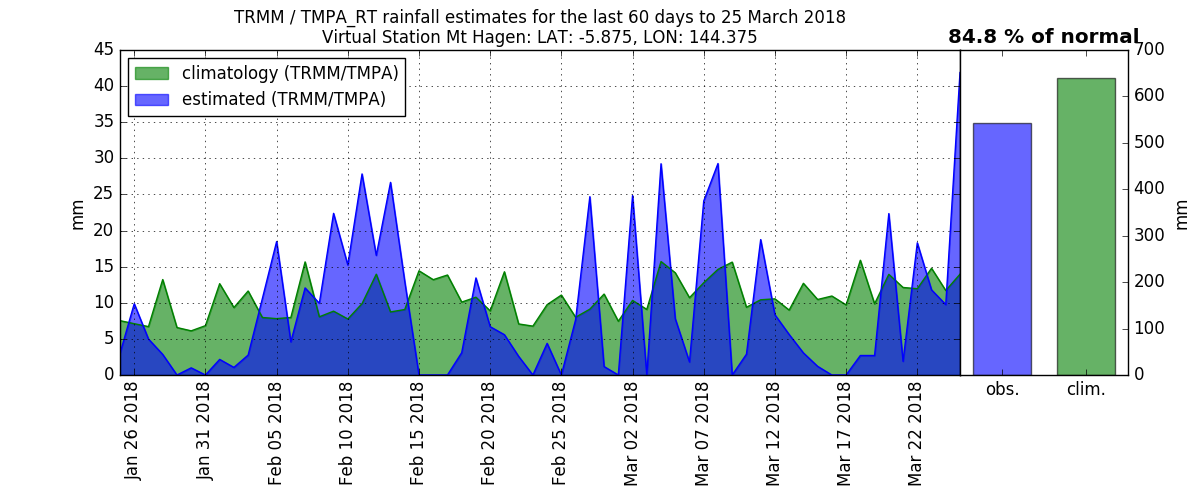 TRMM / TMPA_RT rainfall estimates for the last 60 days to 25 March 2018
Virtual Station Mt Hagen: LAT: -5.875, LON: 144.375
84.8 % of normal
climatology (TRMM/TMPA)
estimated (TRMM/TMPA)
45
40
35
30
25
20
15
10
5
0
mm
700
600
500
400
300
200
100
0
mm
Jan 26 2018
Jan 31 2018
Feb 05 2018
Feb 10 2018
Feb 15 2018
Feb 20 2018
Feb 25 2018
Mar 02 2018
Mar 07 2018
Mar 12 2018
Mar 17 2018
Mar 22 2018
obs.
clim.